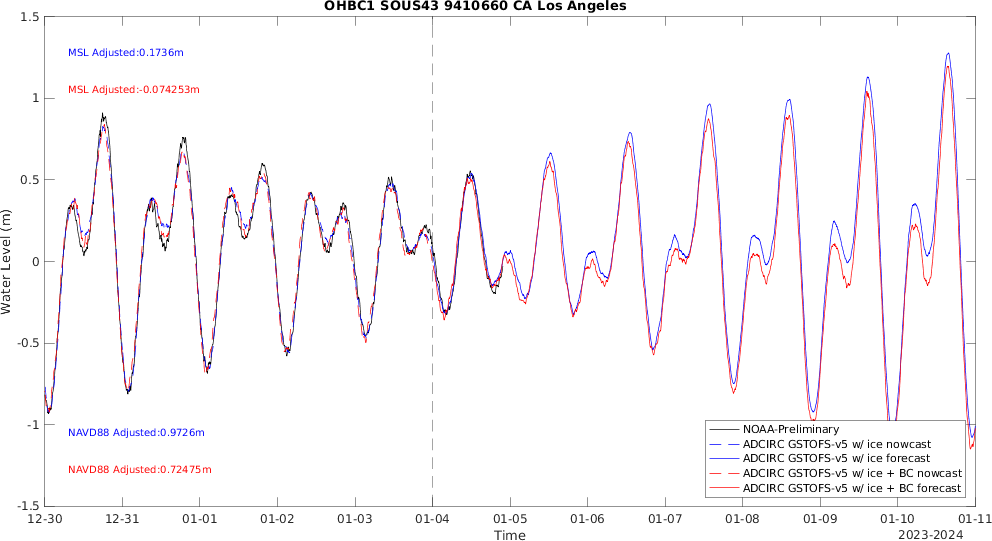 OHBC1 SOUS43 9410660 CA Los Angeles
1.5
MSL Adjusted:0.1736m
MSL Adjusted:-0.074253m
1
0.5
0
-0.5
-1
-1.5
Water Level (m)
NAVD88 Adjusted:0.9726m
NAVD88 Adjusted:0.72475m
NOAA-Preliminary
ADCIRC GSTOFS-v5 w/ ice nowcast
ADCIRC GSTOFS-v5 w/ ice forecast
ADCIRC GSTOFS-v5 w/ ice + BC nowcast
ADCIRC GSTOFS-v5 w/ ice + BC forecast
12-30 12-31 01-01 01-02 01-03 01-04 01-05 01-06 01-07 01-08 01-09 01-10 01-11
Time
2023-2024